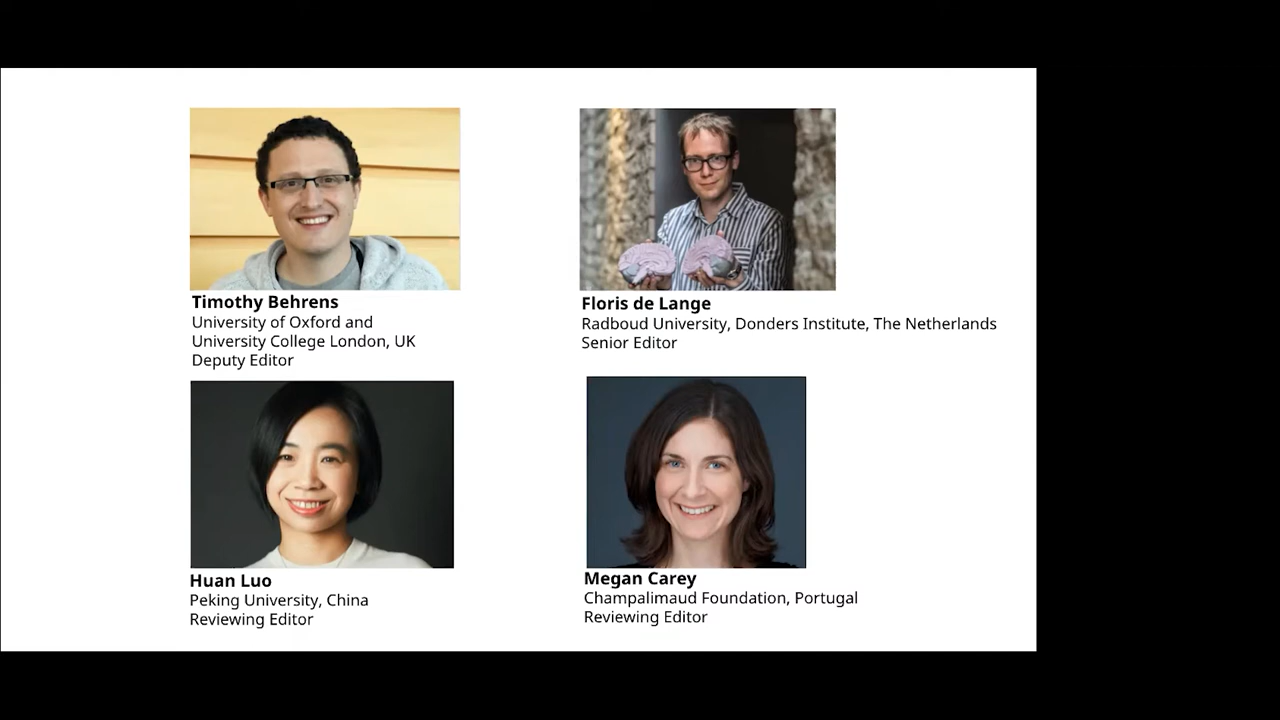 Timothy Behrens
University of Oxford and
University College London, UK
Deputy Editor
Floris de Lange
Radboud University, Donders Institute, The Netherlands
Senior Editor
Huan Luo
Peking University, China
Reviewing Editor
Megan Carey
Champalimaud Foundation, Portugal
Reviewing Editor